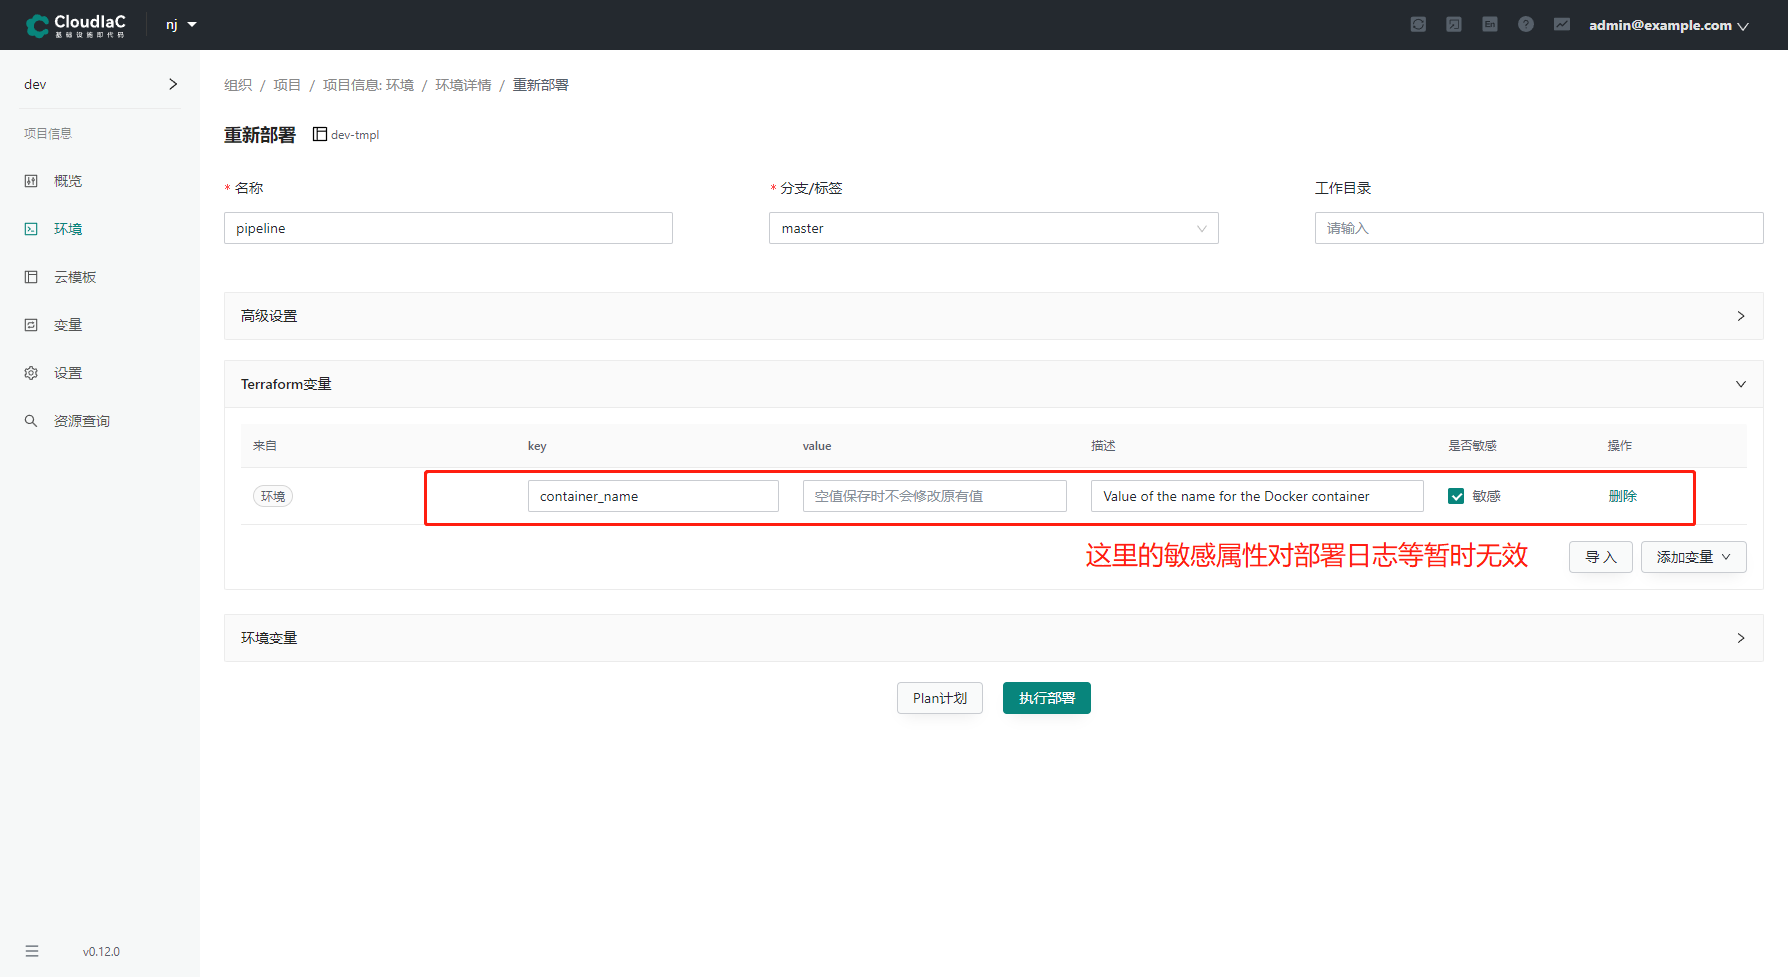 CloudIaC
基础设施即代码
nj
En
admin@example.com
dev
项目信息
概览
环境
云模板
变量
设置
资源查询
v0.12.0
组织 / 项目 / 项目信息: 环境 / 环境详情 / 重新部署
重新部署 dev-tmpl
* 名称 * 分支/标签 工作目录
pipeline master 请输入
高级设置
Terraform变量
来自 key value 描述 是否敏感 操作
环境 container_name 空值保存时不会修改原有值 Value of the name for the Docker container 敏感 删除
这里的敏感属性对部署日志等暂时无效
导入 添加变量
环境变量
Plan计划 执行部署